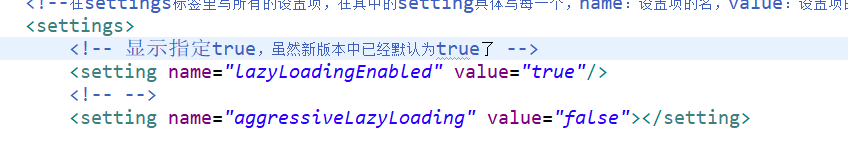 <!--在settings标签里写所有的设置项，在其中的setting具体写每一个，name：设置项的名，value：设置项的
<settings>
<!-- 显示指定true，虽然新版本中已经默认为true了 -->
<setting name="lazyLoadingEnabled" value="true"/>
<!-- -->
<setting name="aggressiveLazyLoading" value="false"></setting>